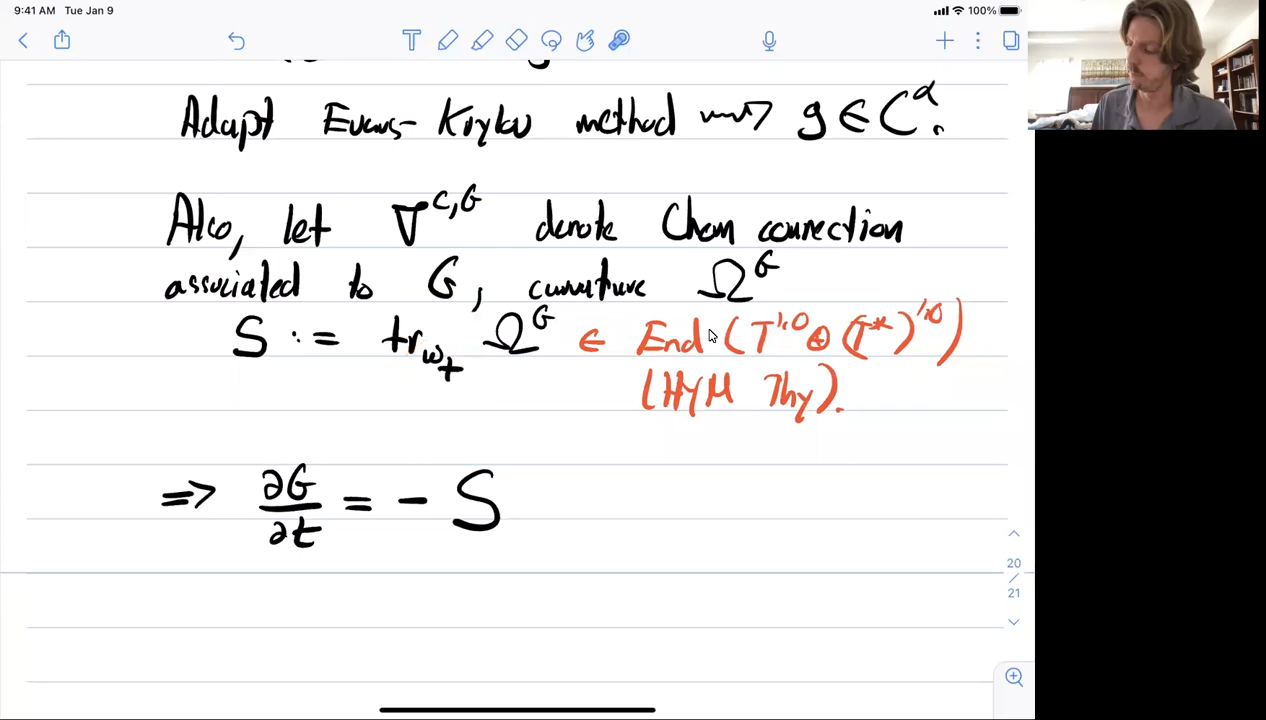 9:41 AM Tue Jan 9
100%
Adapt Evans-Krylov method ⇝ g ∈ C^α.
Also, let ∇^{C,G} denote Chern connection
associated to G, curvature Ω^G
S := tr_{ω_t} Ω^G ∈ End(T^{1,0} ⊕ (T*)^{1,0})
(HYM Thy).
⇒ ∂G/∂t = - S
20
/
21